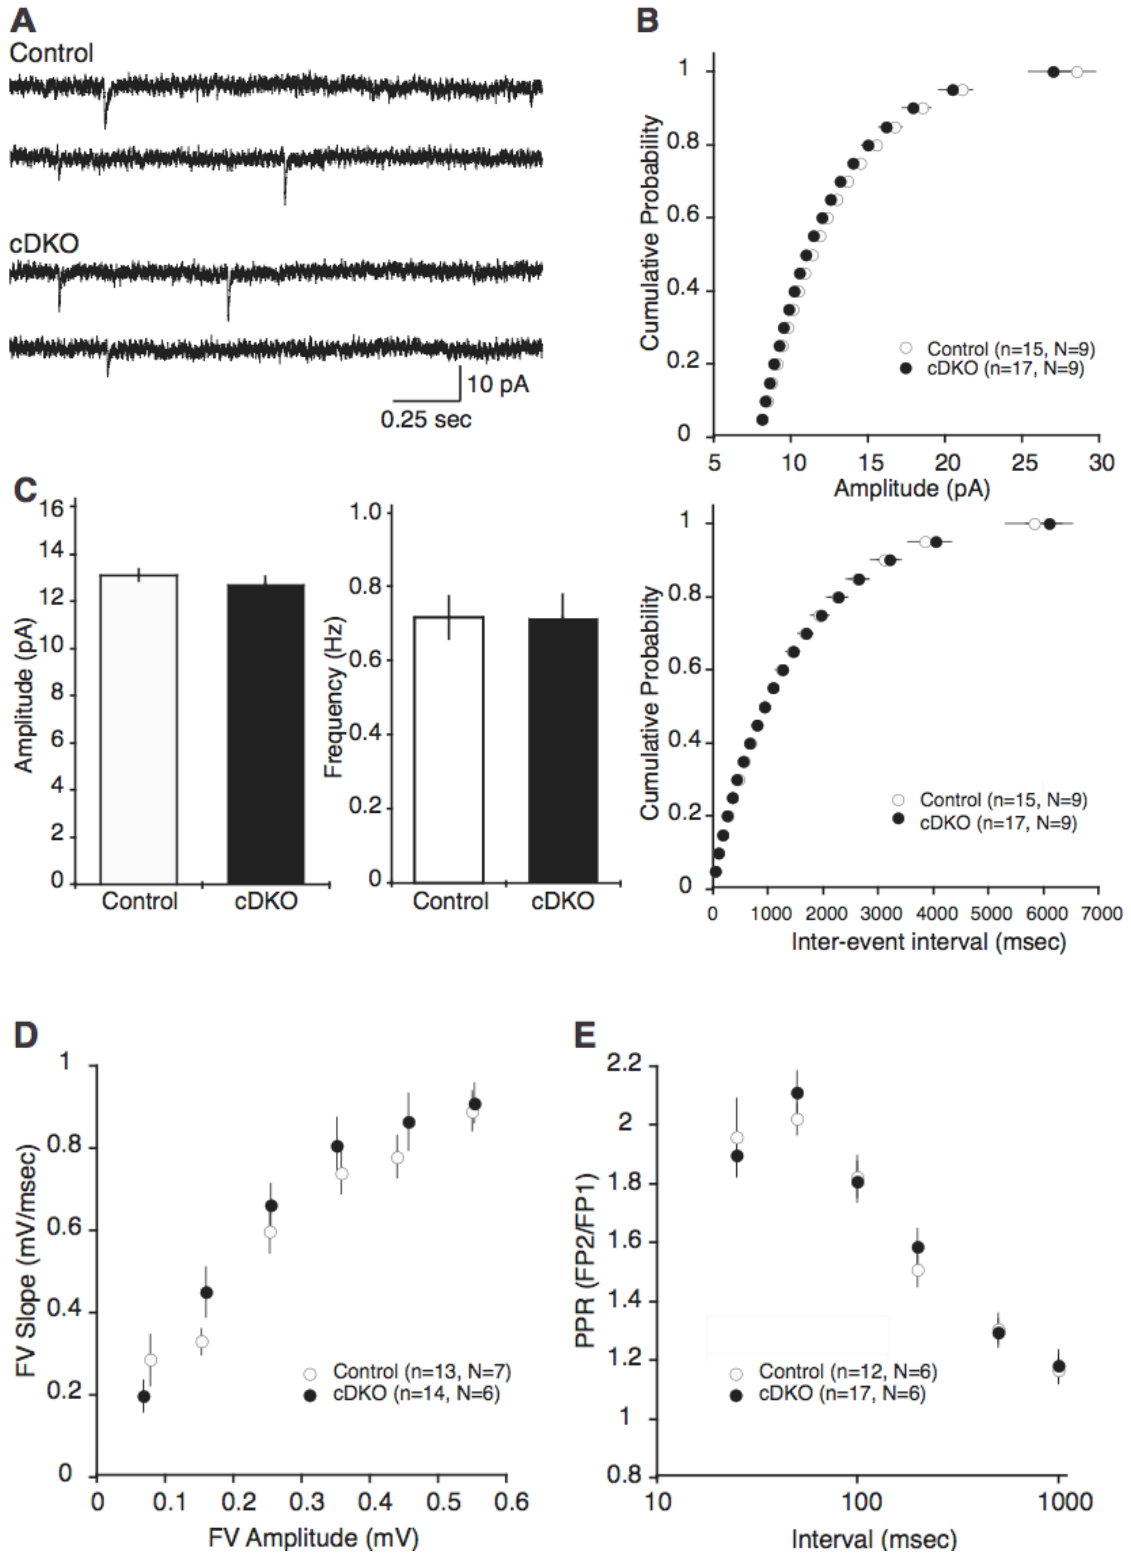 A
Control
cDKO
10 pA
0.25 sec
B
Cumulative Probability
1
0.8
0.6
0.4
0.2
0
Control (n=15, N=9)
cDKO (n=17, N=9)
5 10 15 20 25 30
Amplitude (pA)
C
Amplitude (pA)
16
14
12
10
8
6
4
2
0
Control cDKO
Frequency (Hz)
1.0
0.8
0.6
0.4
0.2
0
Control cDKO
Cumulative Probability
1
0.8
0.6
0.4
0.2
0
Control (n=15, N=9)
cDKO (n=17, N=9)
0 1000 2000 3000 4000 5000 6000 7000
Inter-event interval (msec)
D
FV Slope (mV/msec)
1
0.8
0.6
0.4
0.2
0
Control (n=13, N=7)
cDKO (n=14, N=6)
0 0.1 0.2 0.3 0.4 0.5 0.6
FV Amplitude (mV)
E
PPR (FP2/FP1)
2.2
2
1.8
1.6
1.4
1.2
1
0.8
Control (n=12, N=6)
cDKO (n=17, N=6)
10 100 1000
Interval (msec)